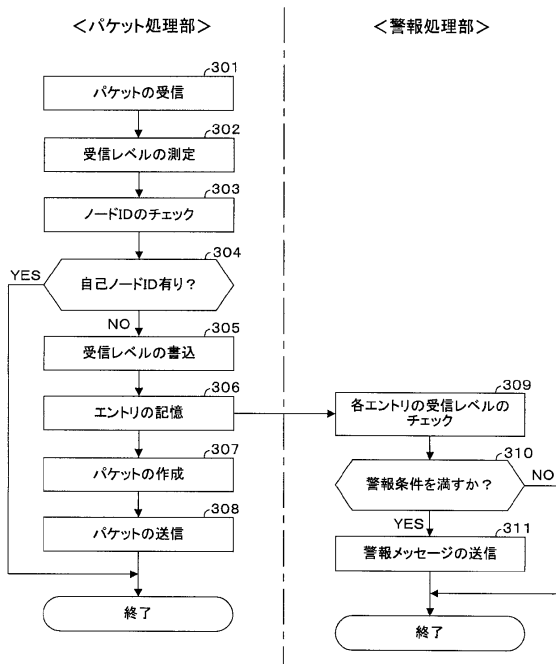 ＜パケット処理部＞
301
パケットの受信
302
受信レベルの測定
303
ノードIDのチェック
304
YES
自己ノードID有り？
NO
305
受信レベルの書込
306
エントリの記憶
307
パケットの作成
308
パケットの送信
終了
＜警報処理部＞
309
各エントリの受信レベルの
チェック
310
警報条件を満すか？
NO
YES
311
警報メッセージの送信
終了